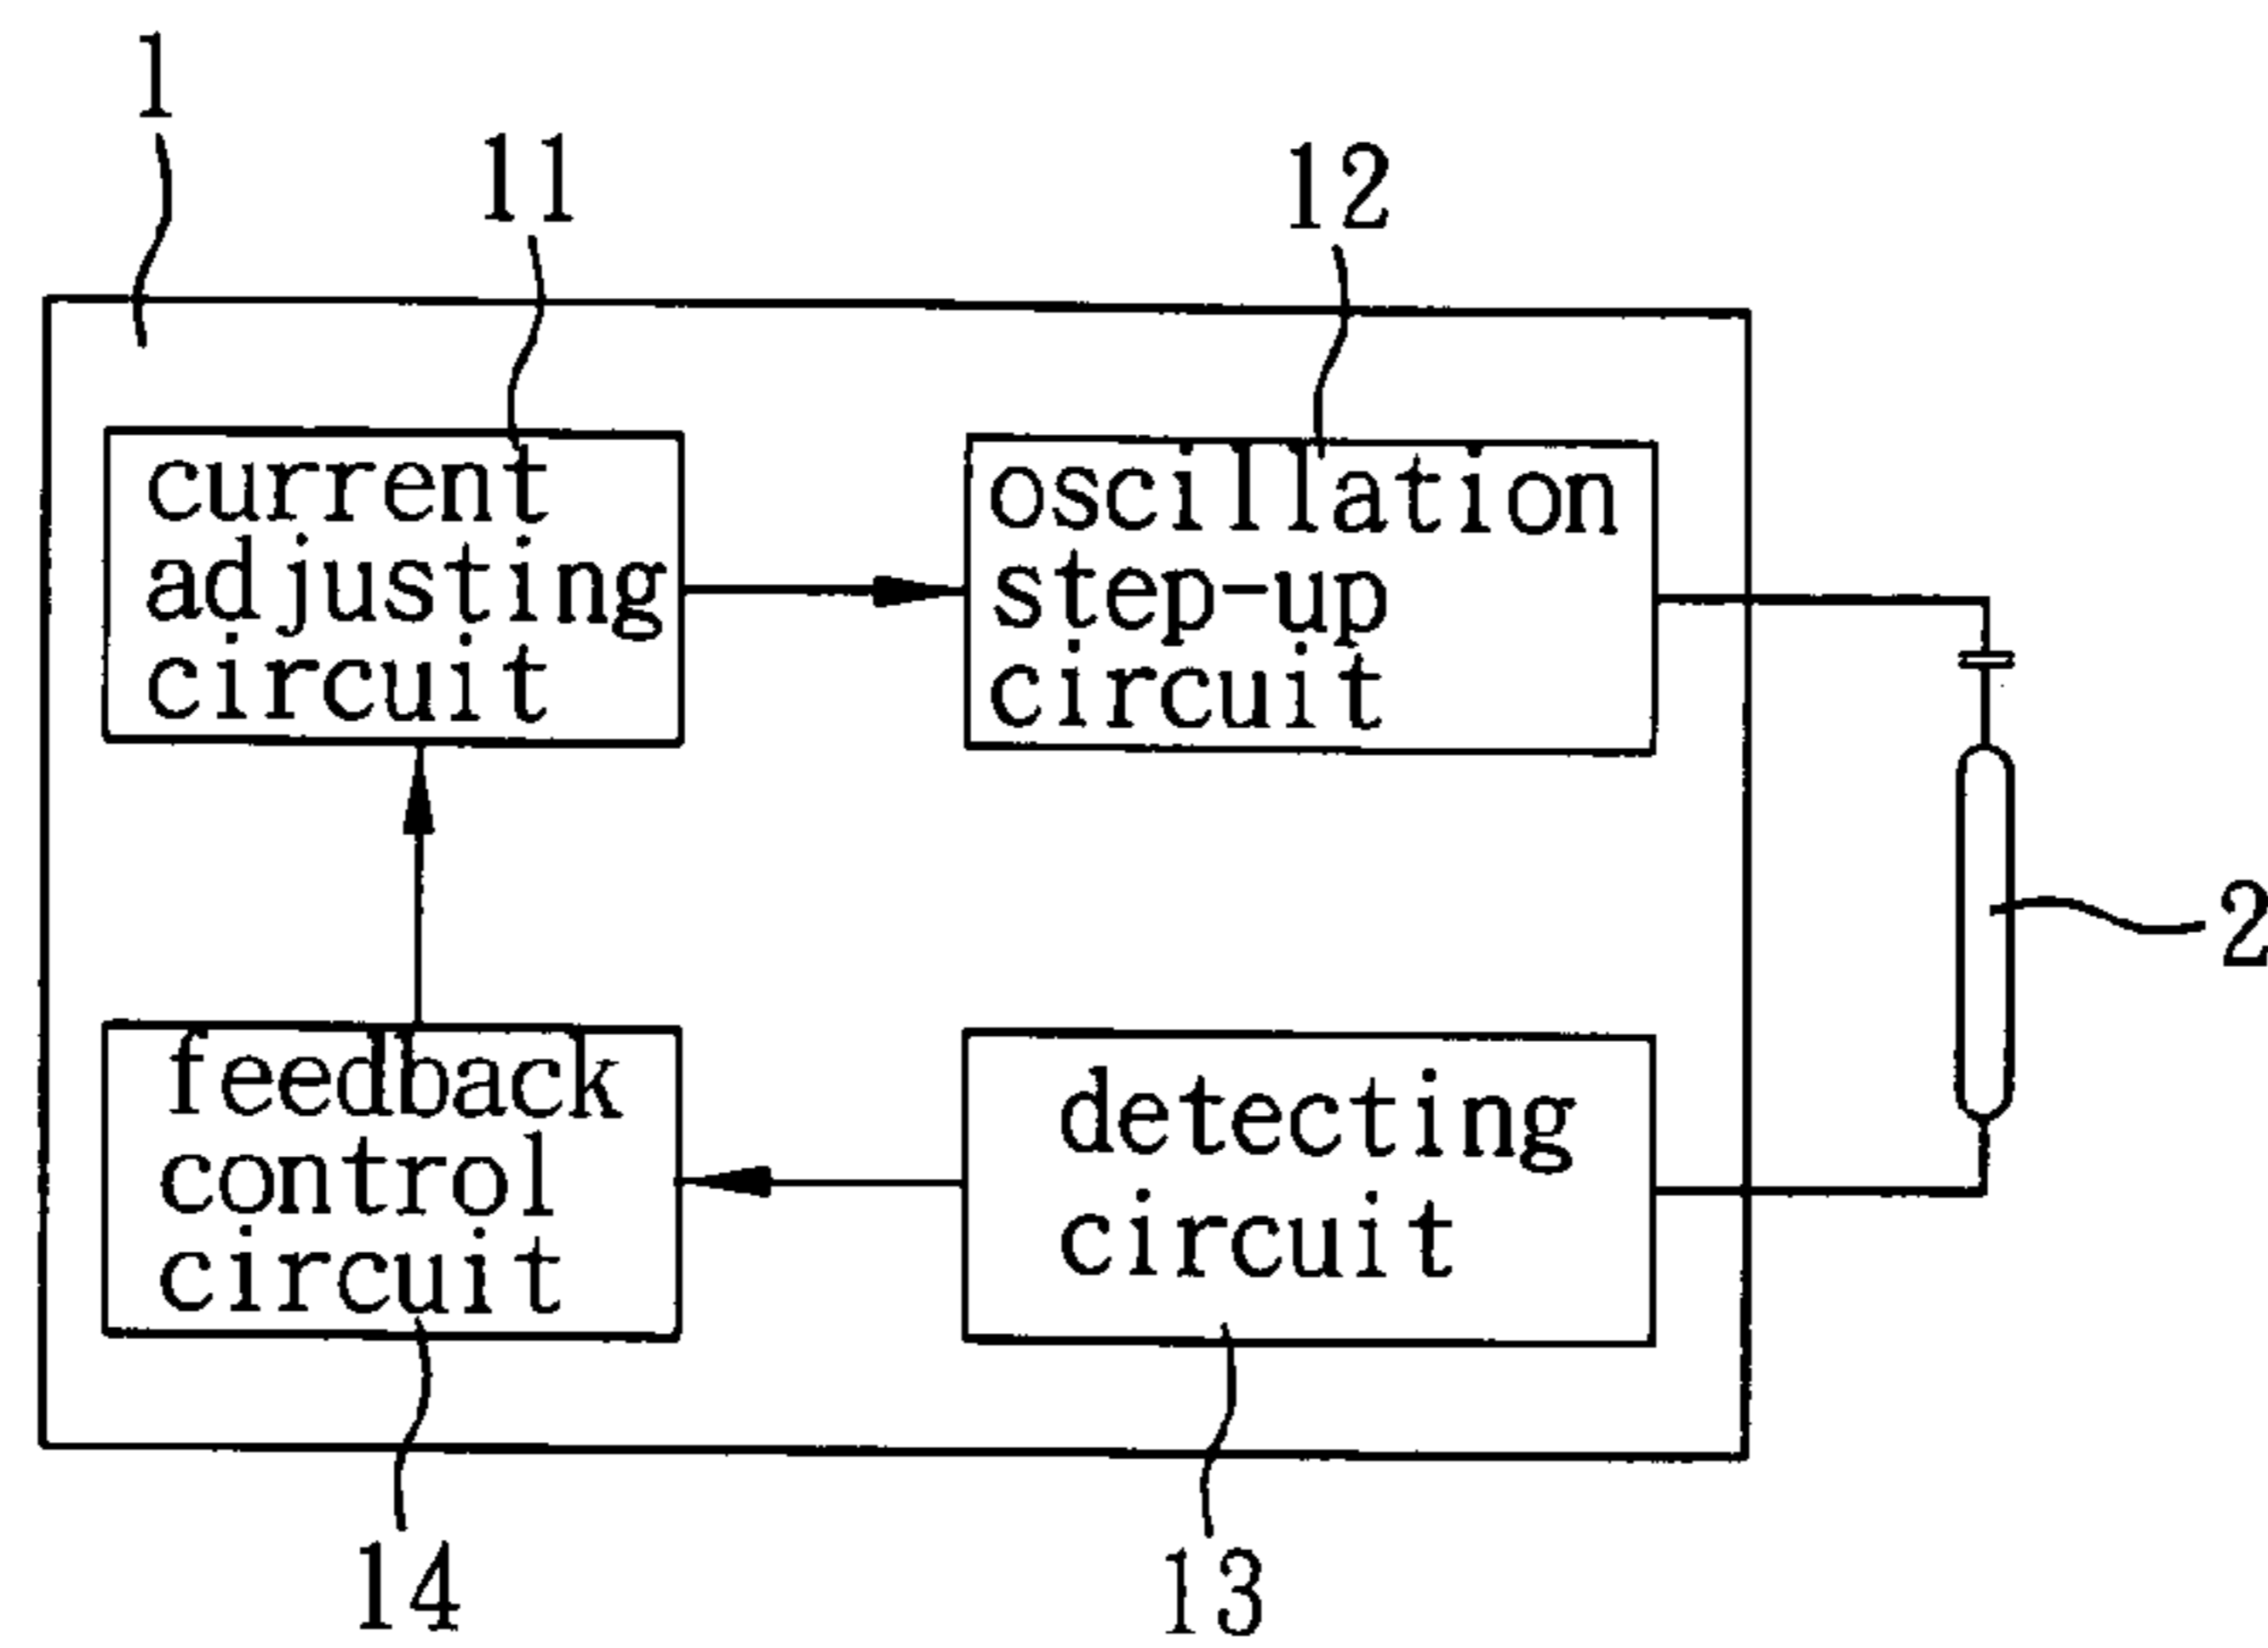 1
11
12
current
adjusting
circuit
oscillation
step-up
circuit
2
feedback
control
circuit
detecting
circuit
14
13